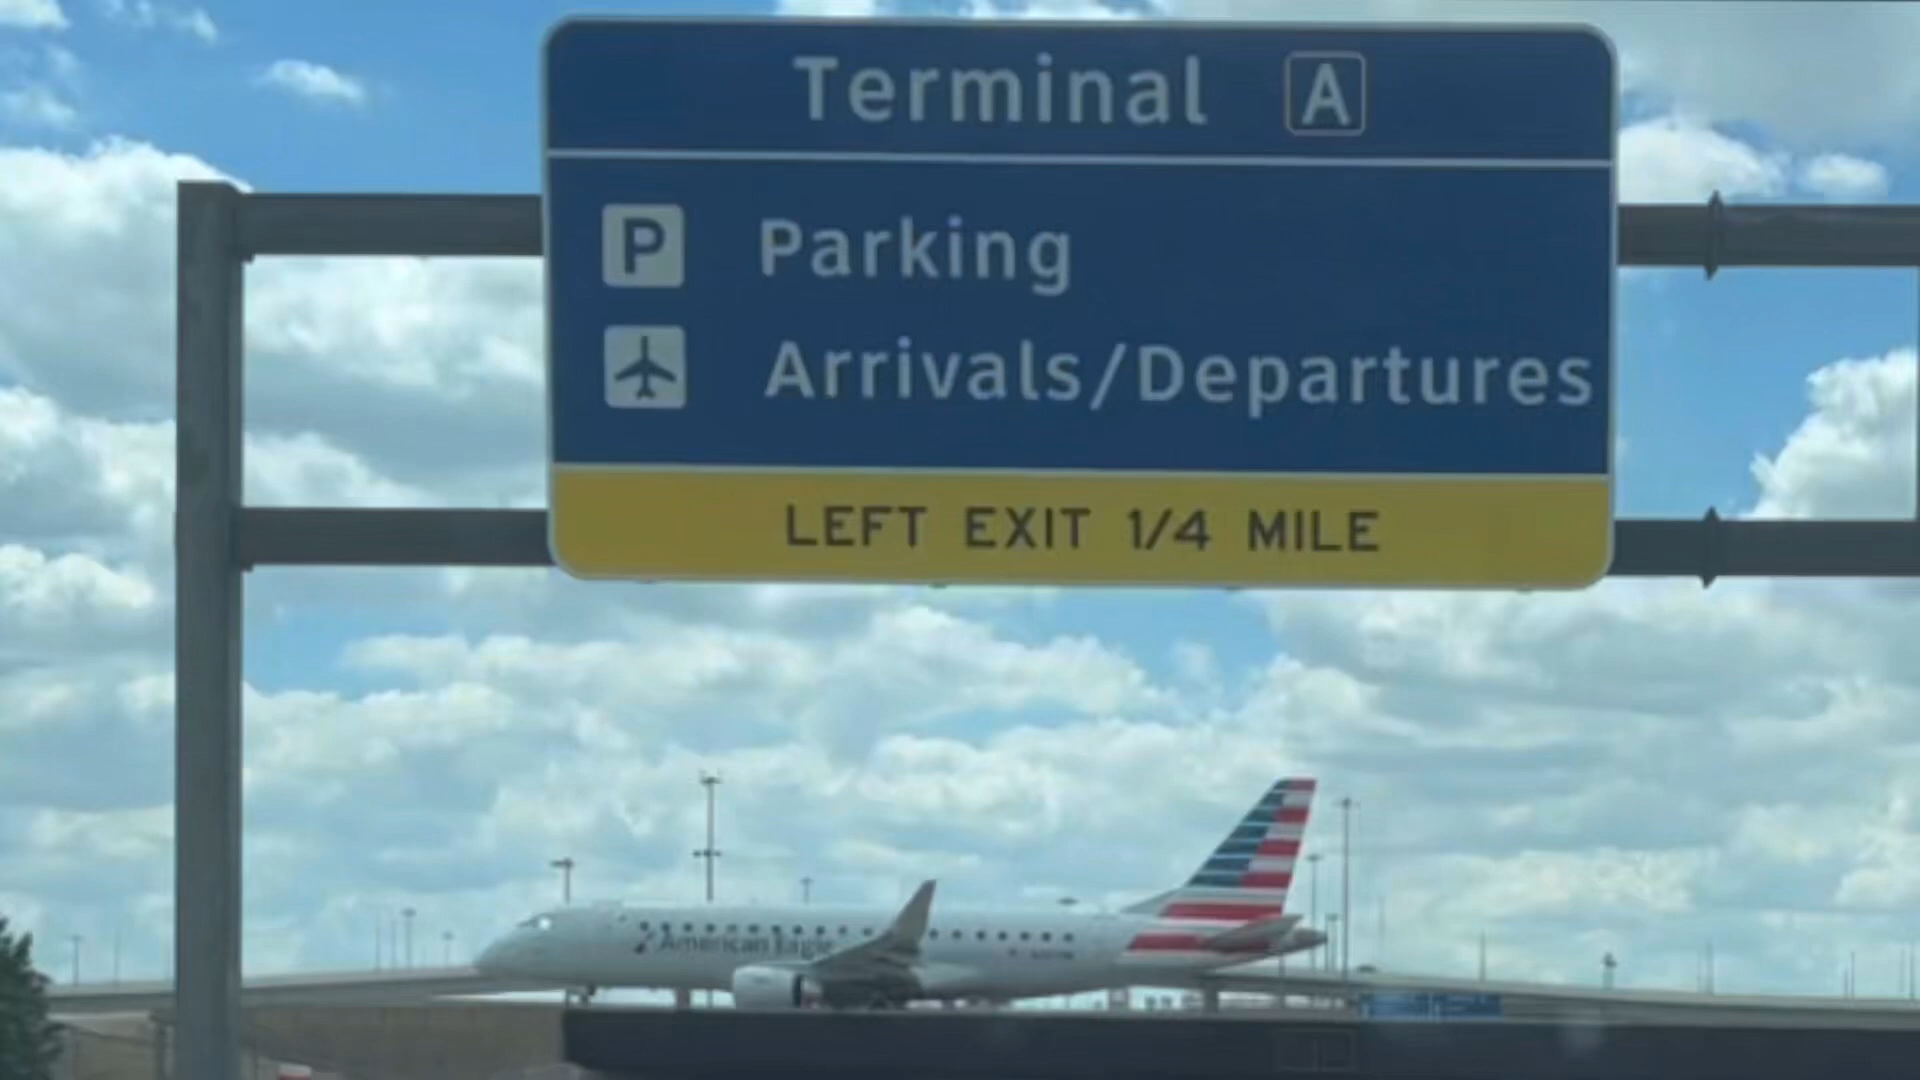 Terminal A
P Parking
Arrivals/Departures
LEFT EXIT 1/4 MILE
American Eagle